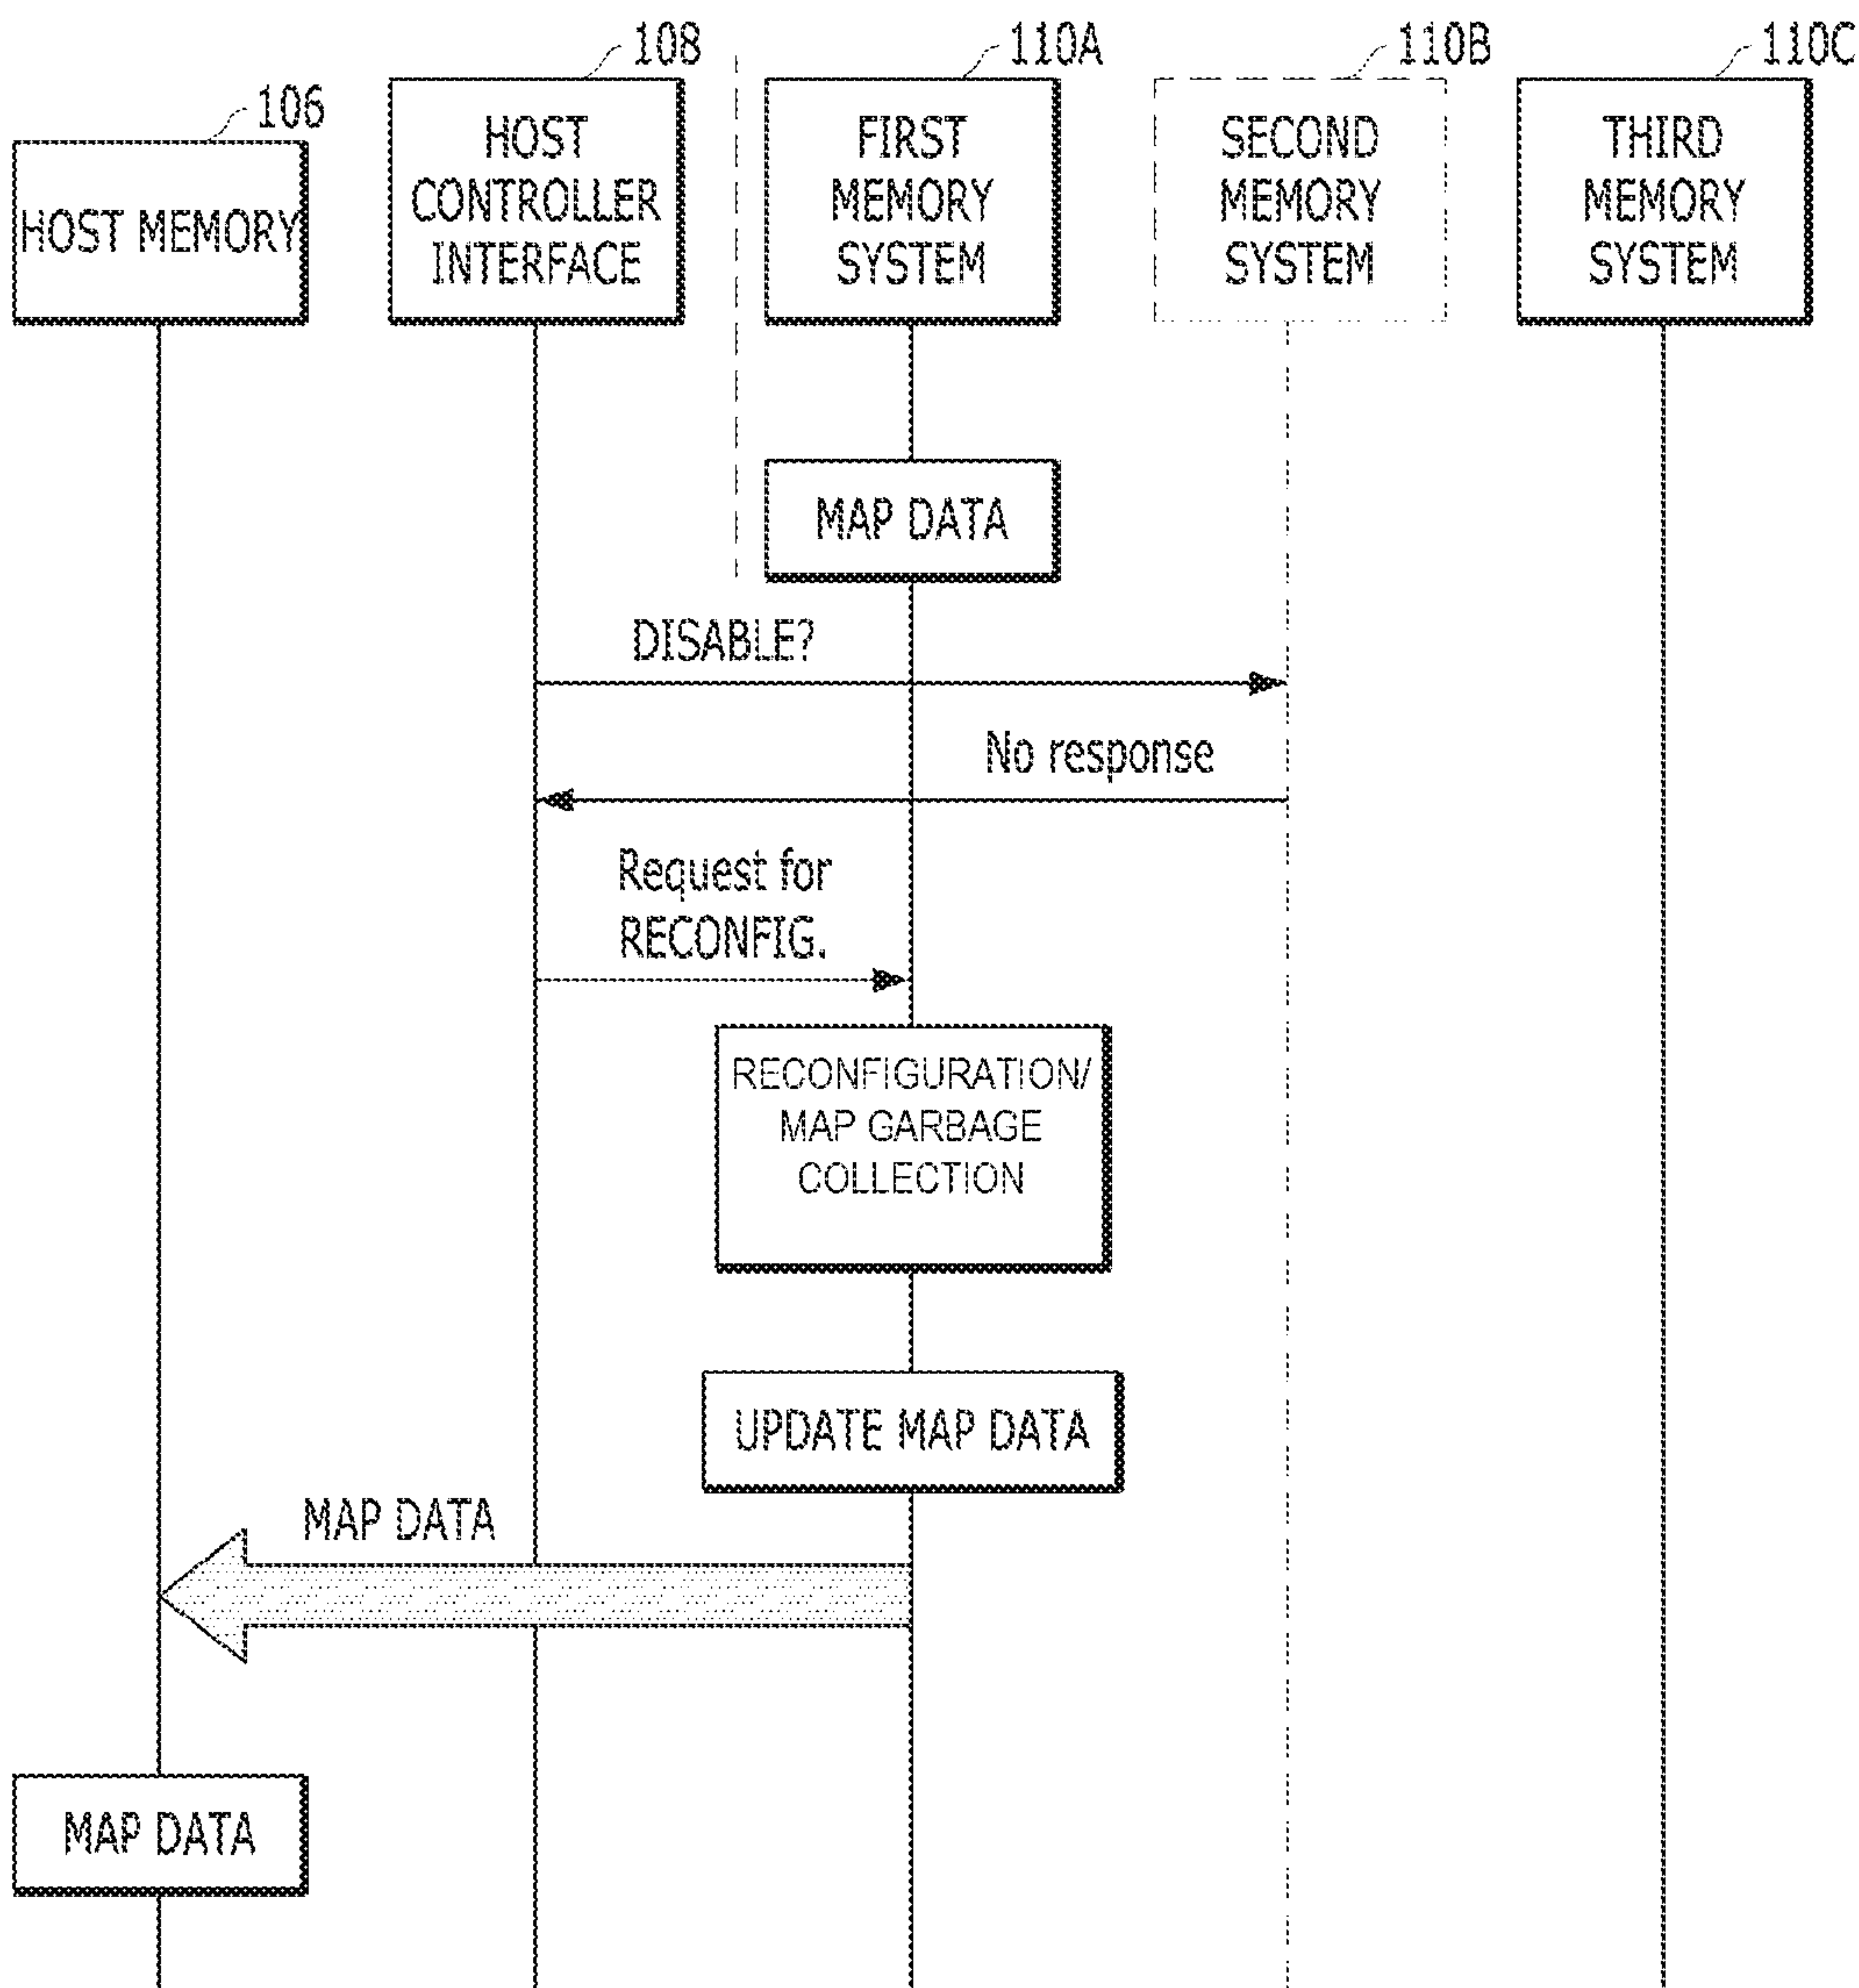 108
110A
110B
110C
106
HOST MEMORY
HOST
CONTROLLER
INTERFACE
FIRST
MEMORY
SYSTEM
SECOND
MEMORY
SYSTEM
THIRD
MEMORY
SYSTEM
MAP DATA
DISABLE?
No response
Request for
RECONFIG.
RECONFIGURATION/
MAP GARBAGE
COLLECTION
UPDATE MAP DATA
MAP DATA
MAP DATA